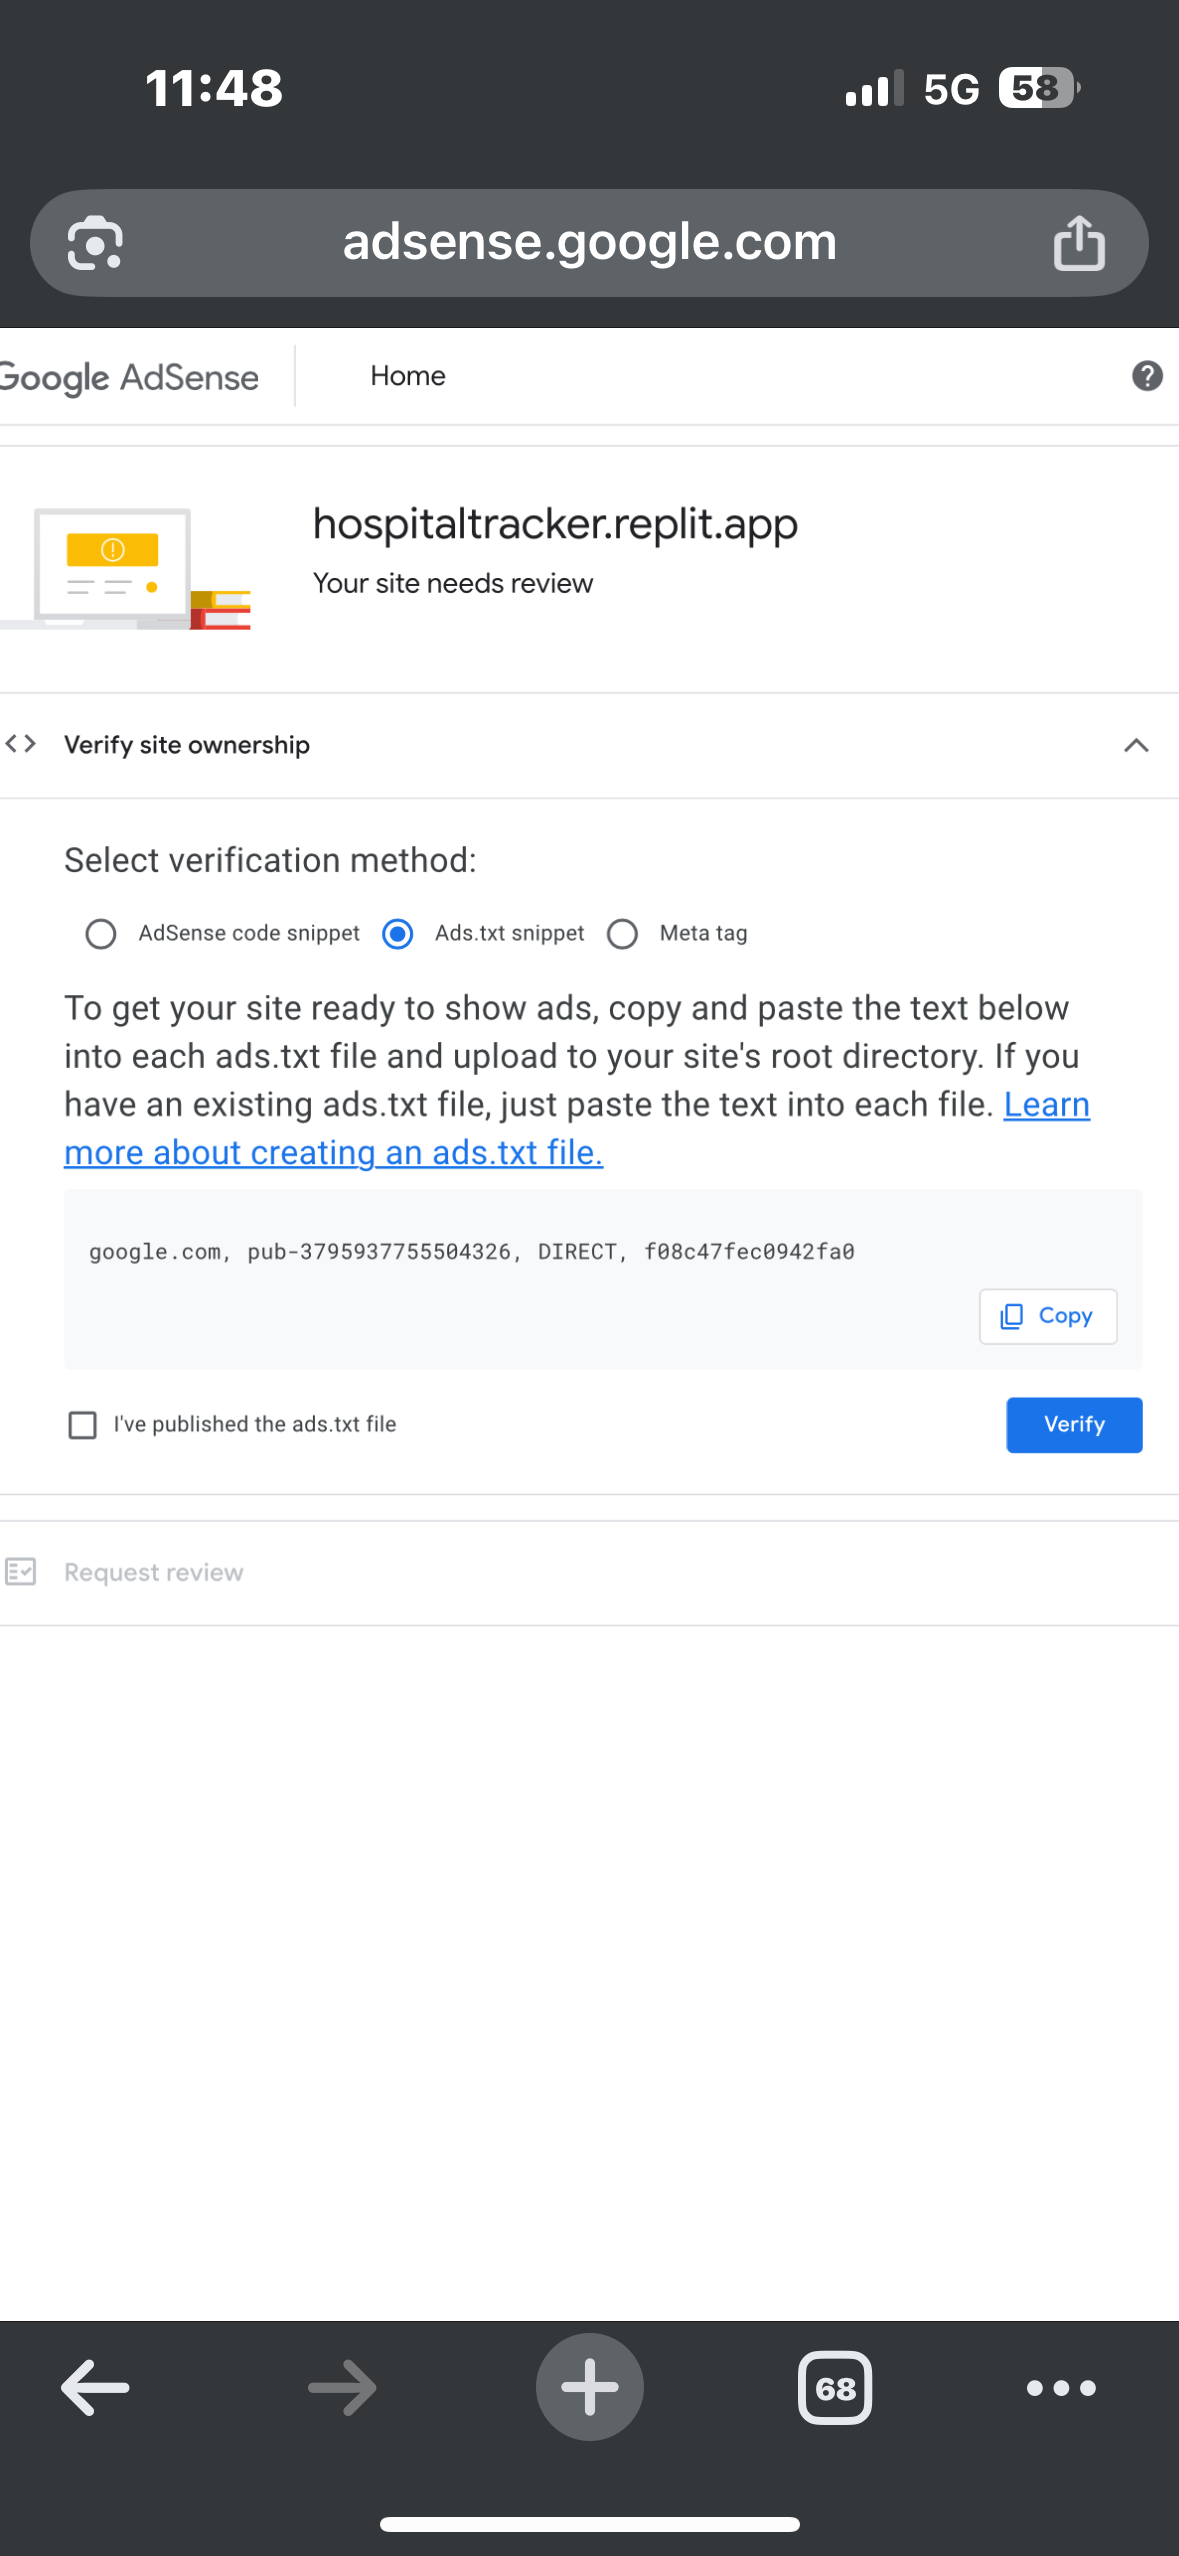 11:48
5G 58
adsense.google.com
Google AdSense
Home
?
hospitaltracker.replit.app
Your site needs review
<> Verify site ownership
Select verification method:
AdSense code snippet Ads.txt snippet Meta tag
To get your site ready to show ads, copy and paste the text below
into each ads.txt file and upload to your site's root directory. If you
have an existing ads.txt file, just paste the text into each file. Learn
more about creating an ads.txt file.
google.com, pub-3795937755504326, DIRECT, f08c47fec0942fa0
Copy
I've published the ads.txt file
Verify
Request review
68